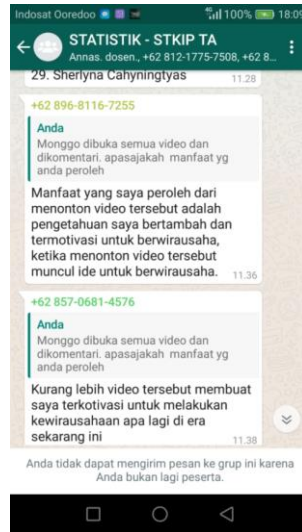 Indosat Ooredoo 100% 18:09
STATISTIK - STKIP TA
Annas. dosen., +62 812-1775-7508, +62 8...
29. Sherlyna Cahyningtyas
11.28
+62 896-8116-7255
Anda
Monggo dibuka semua video dan
dikomentari. apasajakah manfaat yg
anda peroleh
Manfaat yang saya peroleh dari
menonton video tersebut adalah
pengetahuan saya bertambah dan
termotivasi untuk berwirausaha,
ketika menonton video tersebut
muncul ide untuk berwirausaha. 11.36
+62 857-0681-4576
Anda
Monggo dibuka semua video dan
dikomentari. apasajakah manfaat yg
anda peroleh
Kurang lebih video tersebut membuat
saya terkotivasi untuk melakukan
kewirausahaan apa lagi di era
sekarang ini 11.38
Anda tidak dapat mengirim pesan ke grup ini karena
Anda bukan lagi peserta.